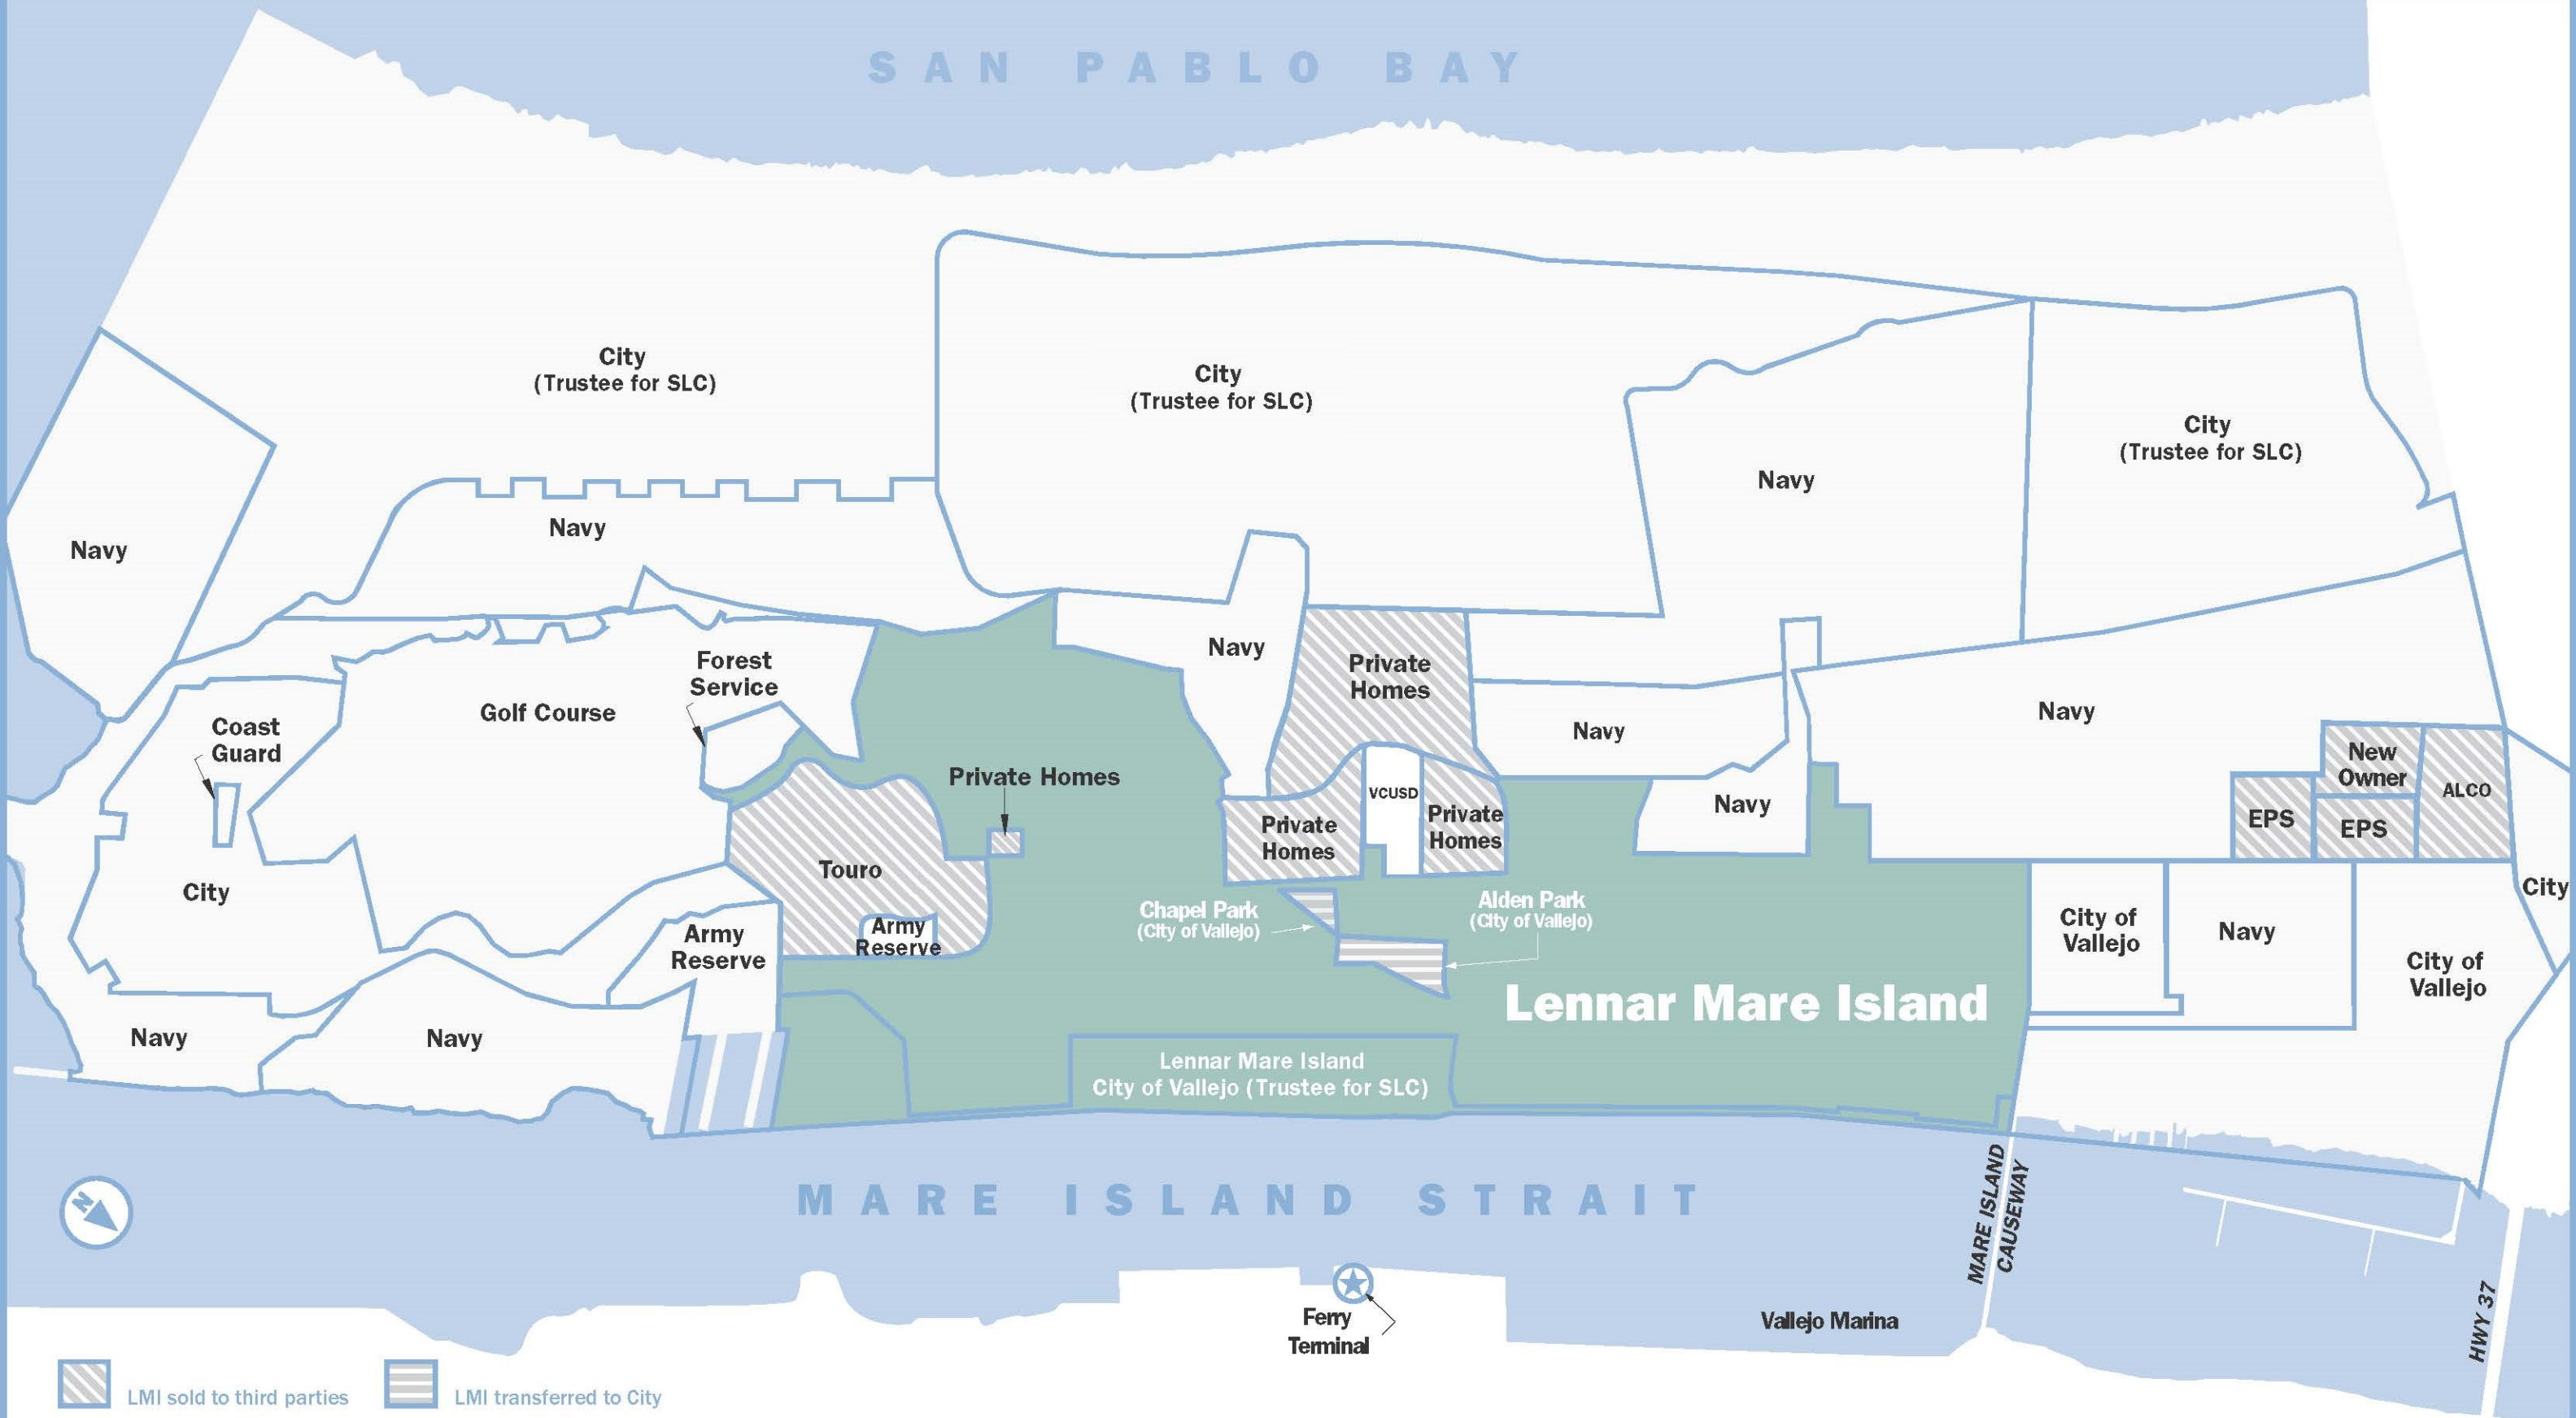 SAN PABLO BAY
City
(Trustee for SLC)
City
(Trustee for SLC)
City
(Trustee for SLC)
Navy
Navy
Navy
Navy
Private
Homes
Forest
Service
Golf Course
Coast
Guard
Navy
Navy
New
Owner
ALCO
EPS
EPS
Private Homes
VCUSD
Private
Homes
Private
Homes
Navy
Touro
City
City
Army
Reserve
Army
Reserve
Chapel Park
(City of Vallejo)
Alden Park
(City of Vallejo)
City of
Vallejo
Navy
City of
Vallejo
Lennar Mare Island
Navy
Navy
Lennar Mare Island
City of Vallejo (Trustee for SLC)
N
MARE ISLAND STRAIT
MARE ISLAND
CAUSEWAY
HWY 37
Ferry
Terminal
Vallejo Marina
LMI sold to third parties
LMI transferred to City